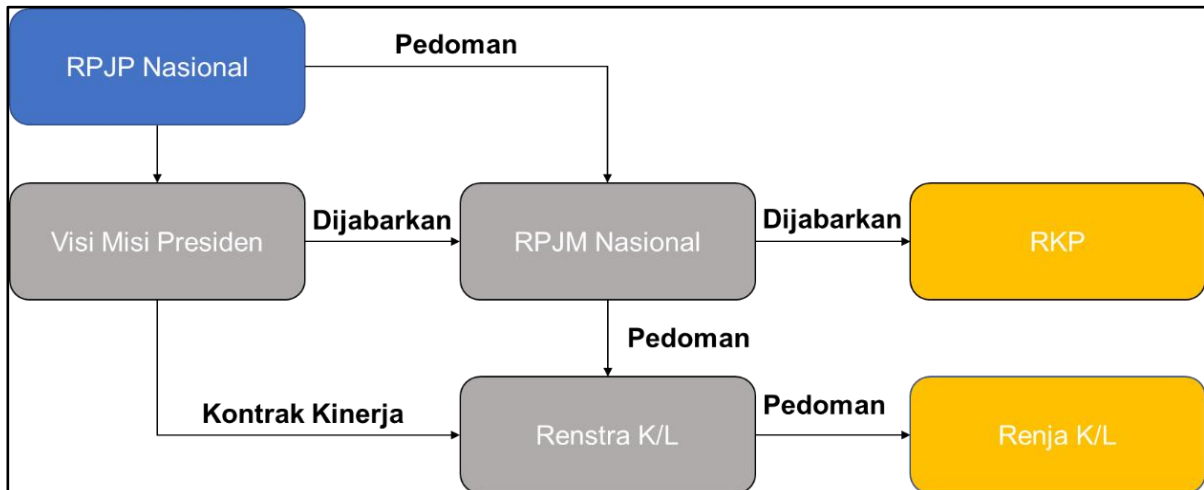 Pedoman
RPJP Nasional
Visi Misi Presiden
Dijabarkan
RPJM Nasional
Dijabarkan
RKP
Pedoman
Kontrak Kinerja
Renstra K/L
Pedoman
Renja K/L